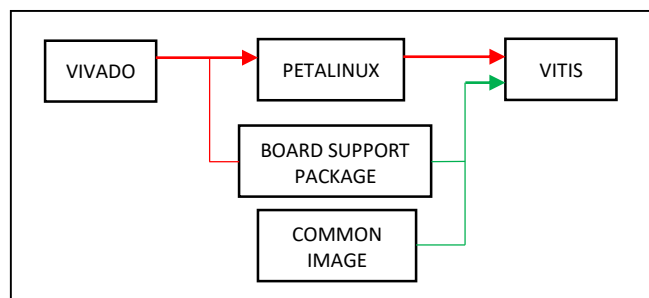 VIVADO
PETALINUX
VITIS
BOARD SUPPORT
PACKAGE
COMMON
IMAGE